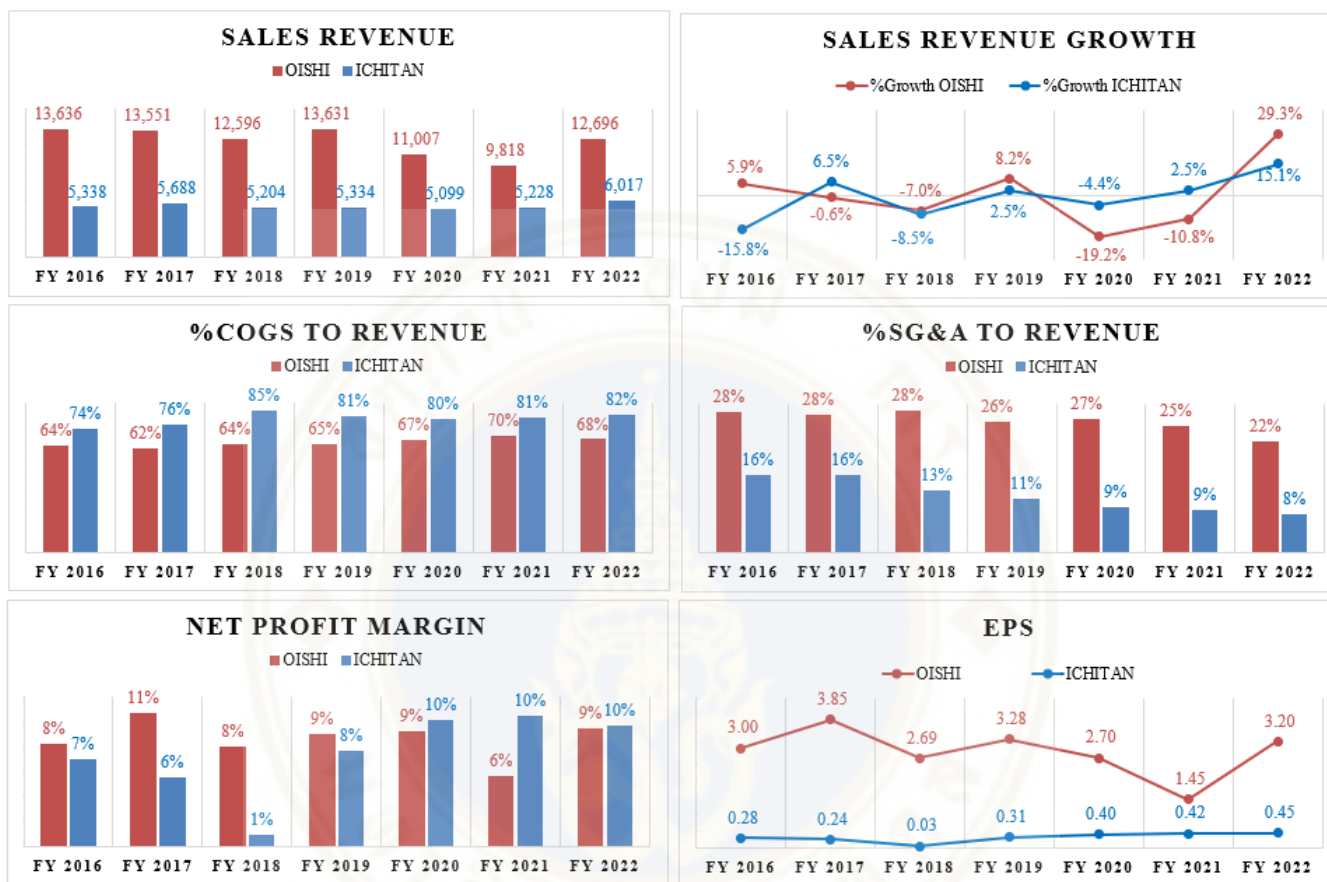 SALES REVENUE
OISHI ICHITAN
13,636 13,551 12,596 13,631 11,007 9,818 12,696
5,338 5,688 5,204 5,334 5,099 5,228 6,017
FY 2016 FY 2017 FY 2018 FY 2019 FY 2020 FY 2021 FY 2022
SALES REVENUE GROWTH
%Growth OISHI %Growth ICHITAN
5.9% -0.6% -7.0% 8.2% -19.2% -10.8% 29.3%
-15.8% 6.5% -8.5% 2.5% -4.4% 2.5% 15.1%
FY 2016 FY 2017 FY 2018 FY 2019 FY 2020 FY 2021 FY 2022
%COGS TO REVENUE
OISHI ICHITAN
64% 62% 64% 65% 67% 70% 68%
74% 76% 85% 81% 80% 81% 82%
FY 2016 FY 2017 FY 2018 FY 2019 FY 2020 FY 2021 FY 2022
%SG&A TO REVENUE
OISHI ICHITAN
28% 28% 28% 26% 27% 25% 22%
16% 16% 13% 11% 9% 9% 8%
FY 2016 FY 2017 FY 2018 FY 2019 FY 2020 FY 2021 FY 2022
NET PROFIT MARGIN
OISHI ICHITAN
8% 11% 8% 9% 9% 6% 9%
7% 6% 1% 8% 10% 10% 10%
FY 2016 FY 2017 FY 2018 FY 2019 FY 2020 FY 2021 FY 2022
EPS
OISHI ICHITAN
3.00 3.85 2.69 3.28 2.70 1.45 3.20
0.28 0.24 0.03 0.31 0.40 0.42 0.45
FY 2016 FY 2017 FY 2018 FY 2019 FY 2020 FY 2021 FY 2022